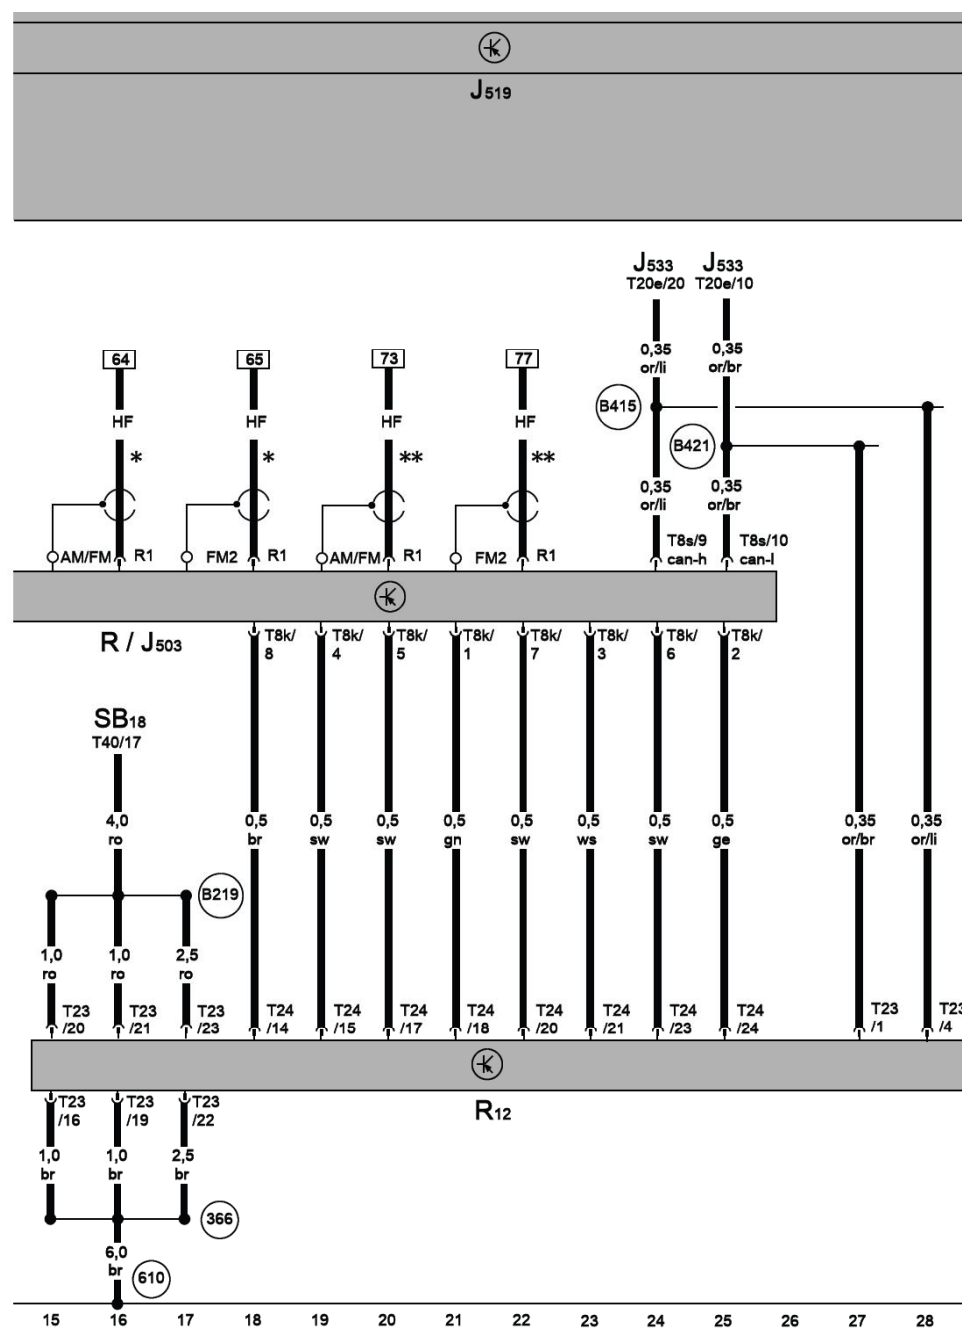 J519
J533 J533
T20e/20 T20e/10
64 65 73 77
0,35 0,35
or/li or/br
B415
HF HF HF HF
B421
* * ** **
0,35 0,35
or/li or/br
T8s/9 T8s/10
AM/FM R1 FM2 R1 AM/FM R1 FM2 R1 can-h can-l
R / J503
T8k/ T8k/ T8k/ T8k/ T8k/ T8k/ T8k/ T8k/
8 4 5 1 7 3 6 2
SB18
T40/17
4,0 0,5 0,5 0,5 0,5 0,5 0,5 0,5 0,5 0,35 0,35
ro br sw sw gn sw ws sw ge or/br or/li
B219
1,0 1,0 2,5
ro ro ro
T23 T23 T23 T24 T24 T24 T24 T24 T24 T24 T24 T23 T23
/20 /21 /23 /14 /15 /17 /18 /20 /21 /23 /24 /1 /4
R12
T23 T23 T23
/16 /19 /22
1,0 1,0 2,5
br br br
366
6,0
br
610
15 16 17 18 19 20 21 22 23 24 25 26 27 28